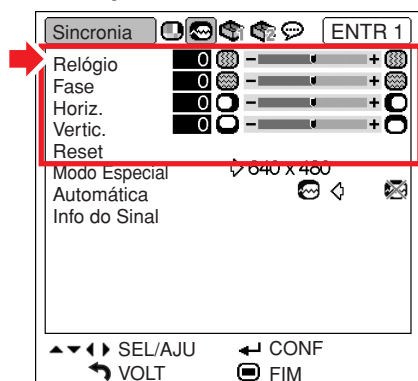 Sincronia ENTR 1
Relógio 0 - +
Fase 0 - +
Horiz. 0 - +
Vertic. 0 - +
Reset
Modo Especial 640 x 480
Automática
Info do Sinal
SEL/AJU CONF
VOLT FIM